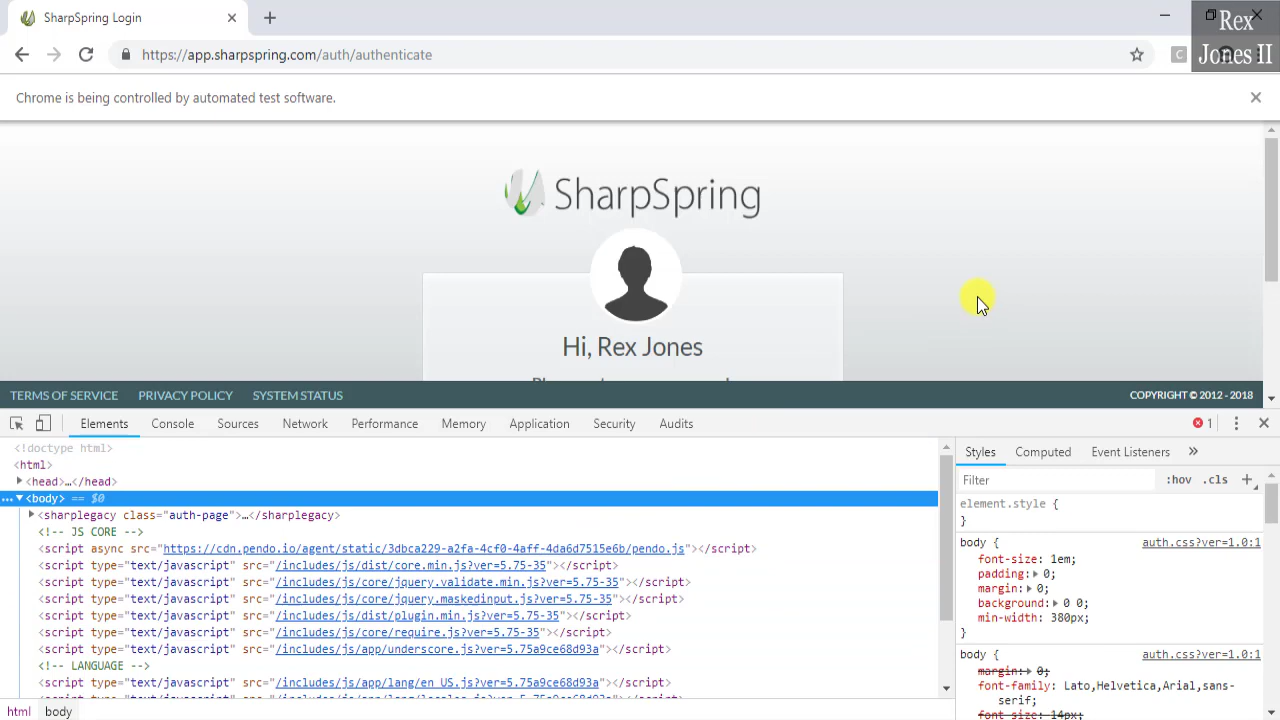 SharpSpring Login
Rex
Jones II
https://app.sharpspring.com/auth/authenticate
C
Chrome is being controlled by automated test software.
SharpSpring
Hi, Rex Jones
TERMS OF SERVICE PRIVACY POLICY SYSTEM STATUS COPYRIGHT © 2012 - 2018
Elements Console Sources Network Performance Memory Application Security Audits 1
<!doctype html>
<html>
<head>…</head>
… <body> == $0
<sharplegacy class="auth-page">…</sharplegacy>
<!-- JS CORE -->
<script async src="https://cdn.pendo.io/agent/static/3dbca229-a2fa-4cf0-4aff-4da6d7515e6b/pendo.js"></script>
<script type="text/javascript" src="/includes/js/dist/core.min.js?ver=5.75-35"></script>
<script type="text/javascript" src="/includes/js/core/jquery.validate.min.js?ver=5.75-35"></script>
<script type="text/javascript" src="/includes/js/core/jquery.maskedinput.js?ver=5.75-35"></script>
<script type="text/javascript" src="/includes/js/dist/plugin.min.js?ver=5.75-35"></script>
<script type="text/javascript" src="/includes/js/core/require.js?ver=5.75-35"></script>
<script type="text/javascript" src="/includes/js/app/underscore.js?ver=5.75a9ce68d93a"></script>
<!-- LANGUAGE -->
<script type="text/javascript" src="/includes/js/app/lang/en_US.js?ver=5.75a9ce68d93a"></script>
html body
Styles Computed Event Listeners »
Filter :hov .cls +
element.style {
}
body { auth.css?ver=1.0:1
font-size: 1em;
padding: 0;
margin: 0;
background: 0 0;
min-width: 380px;
}
body { auth.css?ver=1.0:1
margin: 0;
font-family: Lato,Helvetica,Arial,sans-
serif;
font-size: 14px;